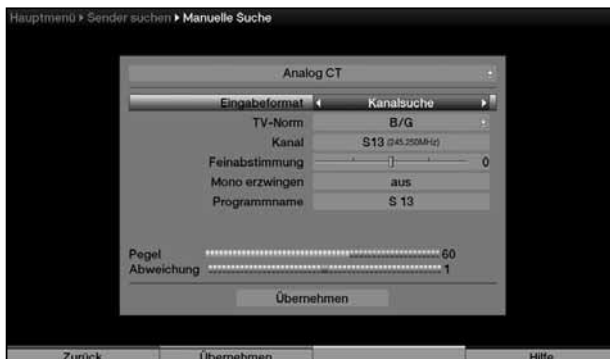 Hauptmenü ▸ Sender suchen ▸ Manuelle Suche
Analog CT
Eingabeformat Kanalsuche
TV-Norm B/G
Kanal S13 (245.250MHz)
Feinabstimmung 0
Mono erzwingen aus
Programmname S 13
Pegel 60
Abweichung 1
Übernehmen
Zurück Übernehmen Hilfe